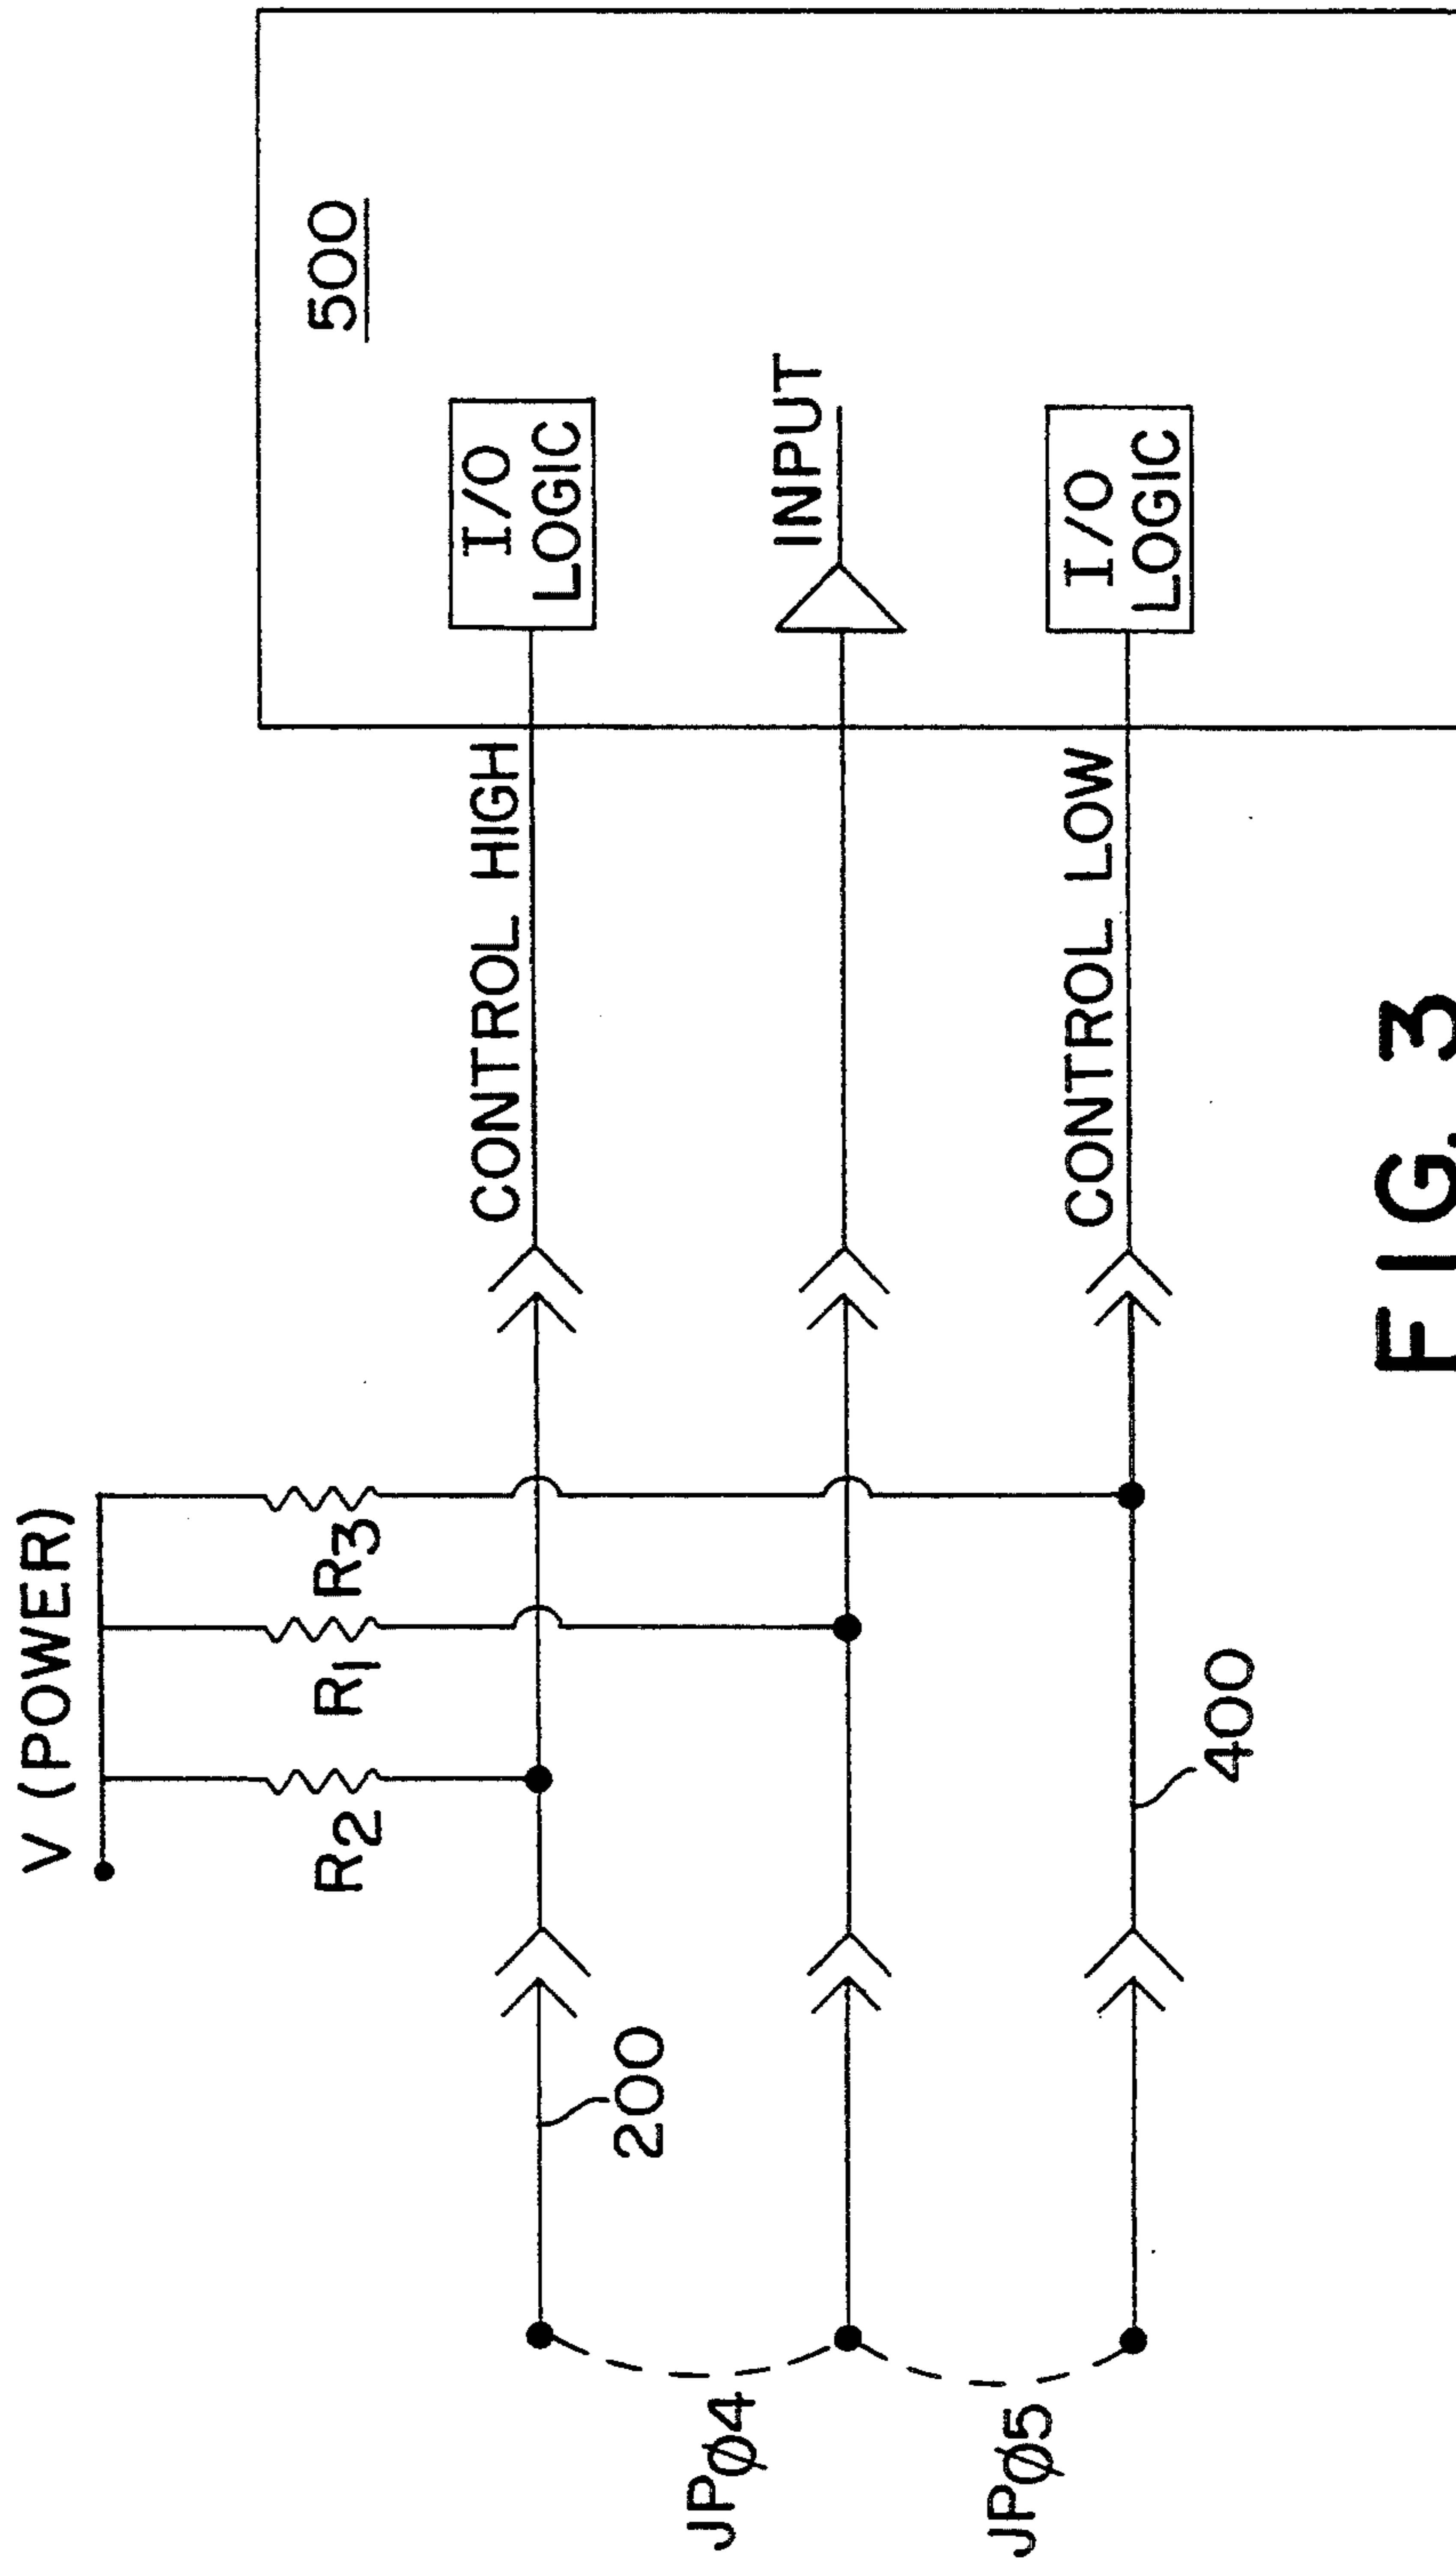 V (POWER)
R2
R1
R3
500
I/O
LOGIC
CONTROL HIGH
200
INPUT
JPØ4
I/O
LOGIC
CONTROL LOW
400
JPØ5
FIG. 3